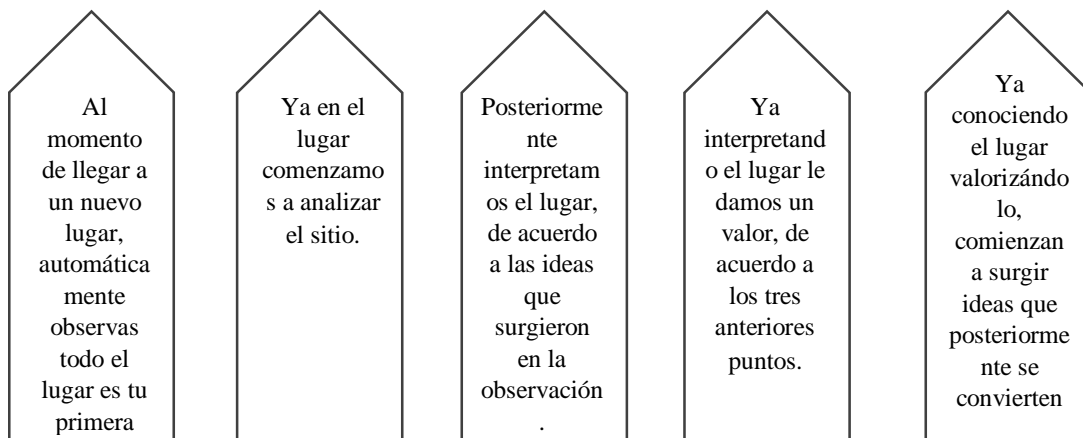 Al
momento
de llegar a
un nuevo
lugar,
automática
mente
observas
todo el
lugar es tu
primera
Ya en el
lugar
comenzamo
s a analizar
el sitio.
Posteriorme
nte
interpretam
os el lugar,
de acuerdo
a las ideas
que
surgieron
en la
observación
.
Ya
interpretand
o el lugar le
damos un
valor, de
acuerdo a
los tres
anteriores
puntos.
Ya
conociendo
el lugar
valorizándo
lo,
comienzan
a surgir
ideas que
posteriorme
nte se
convierten